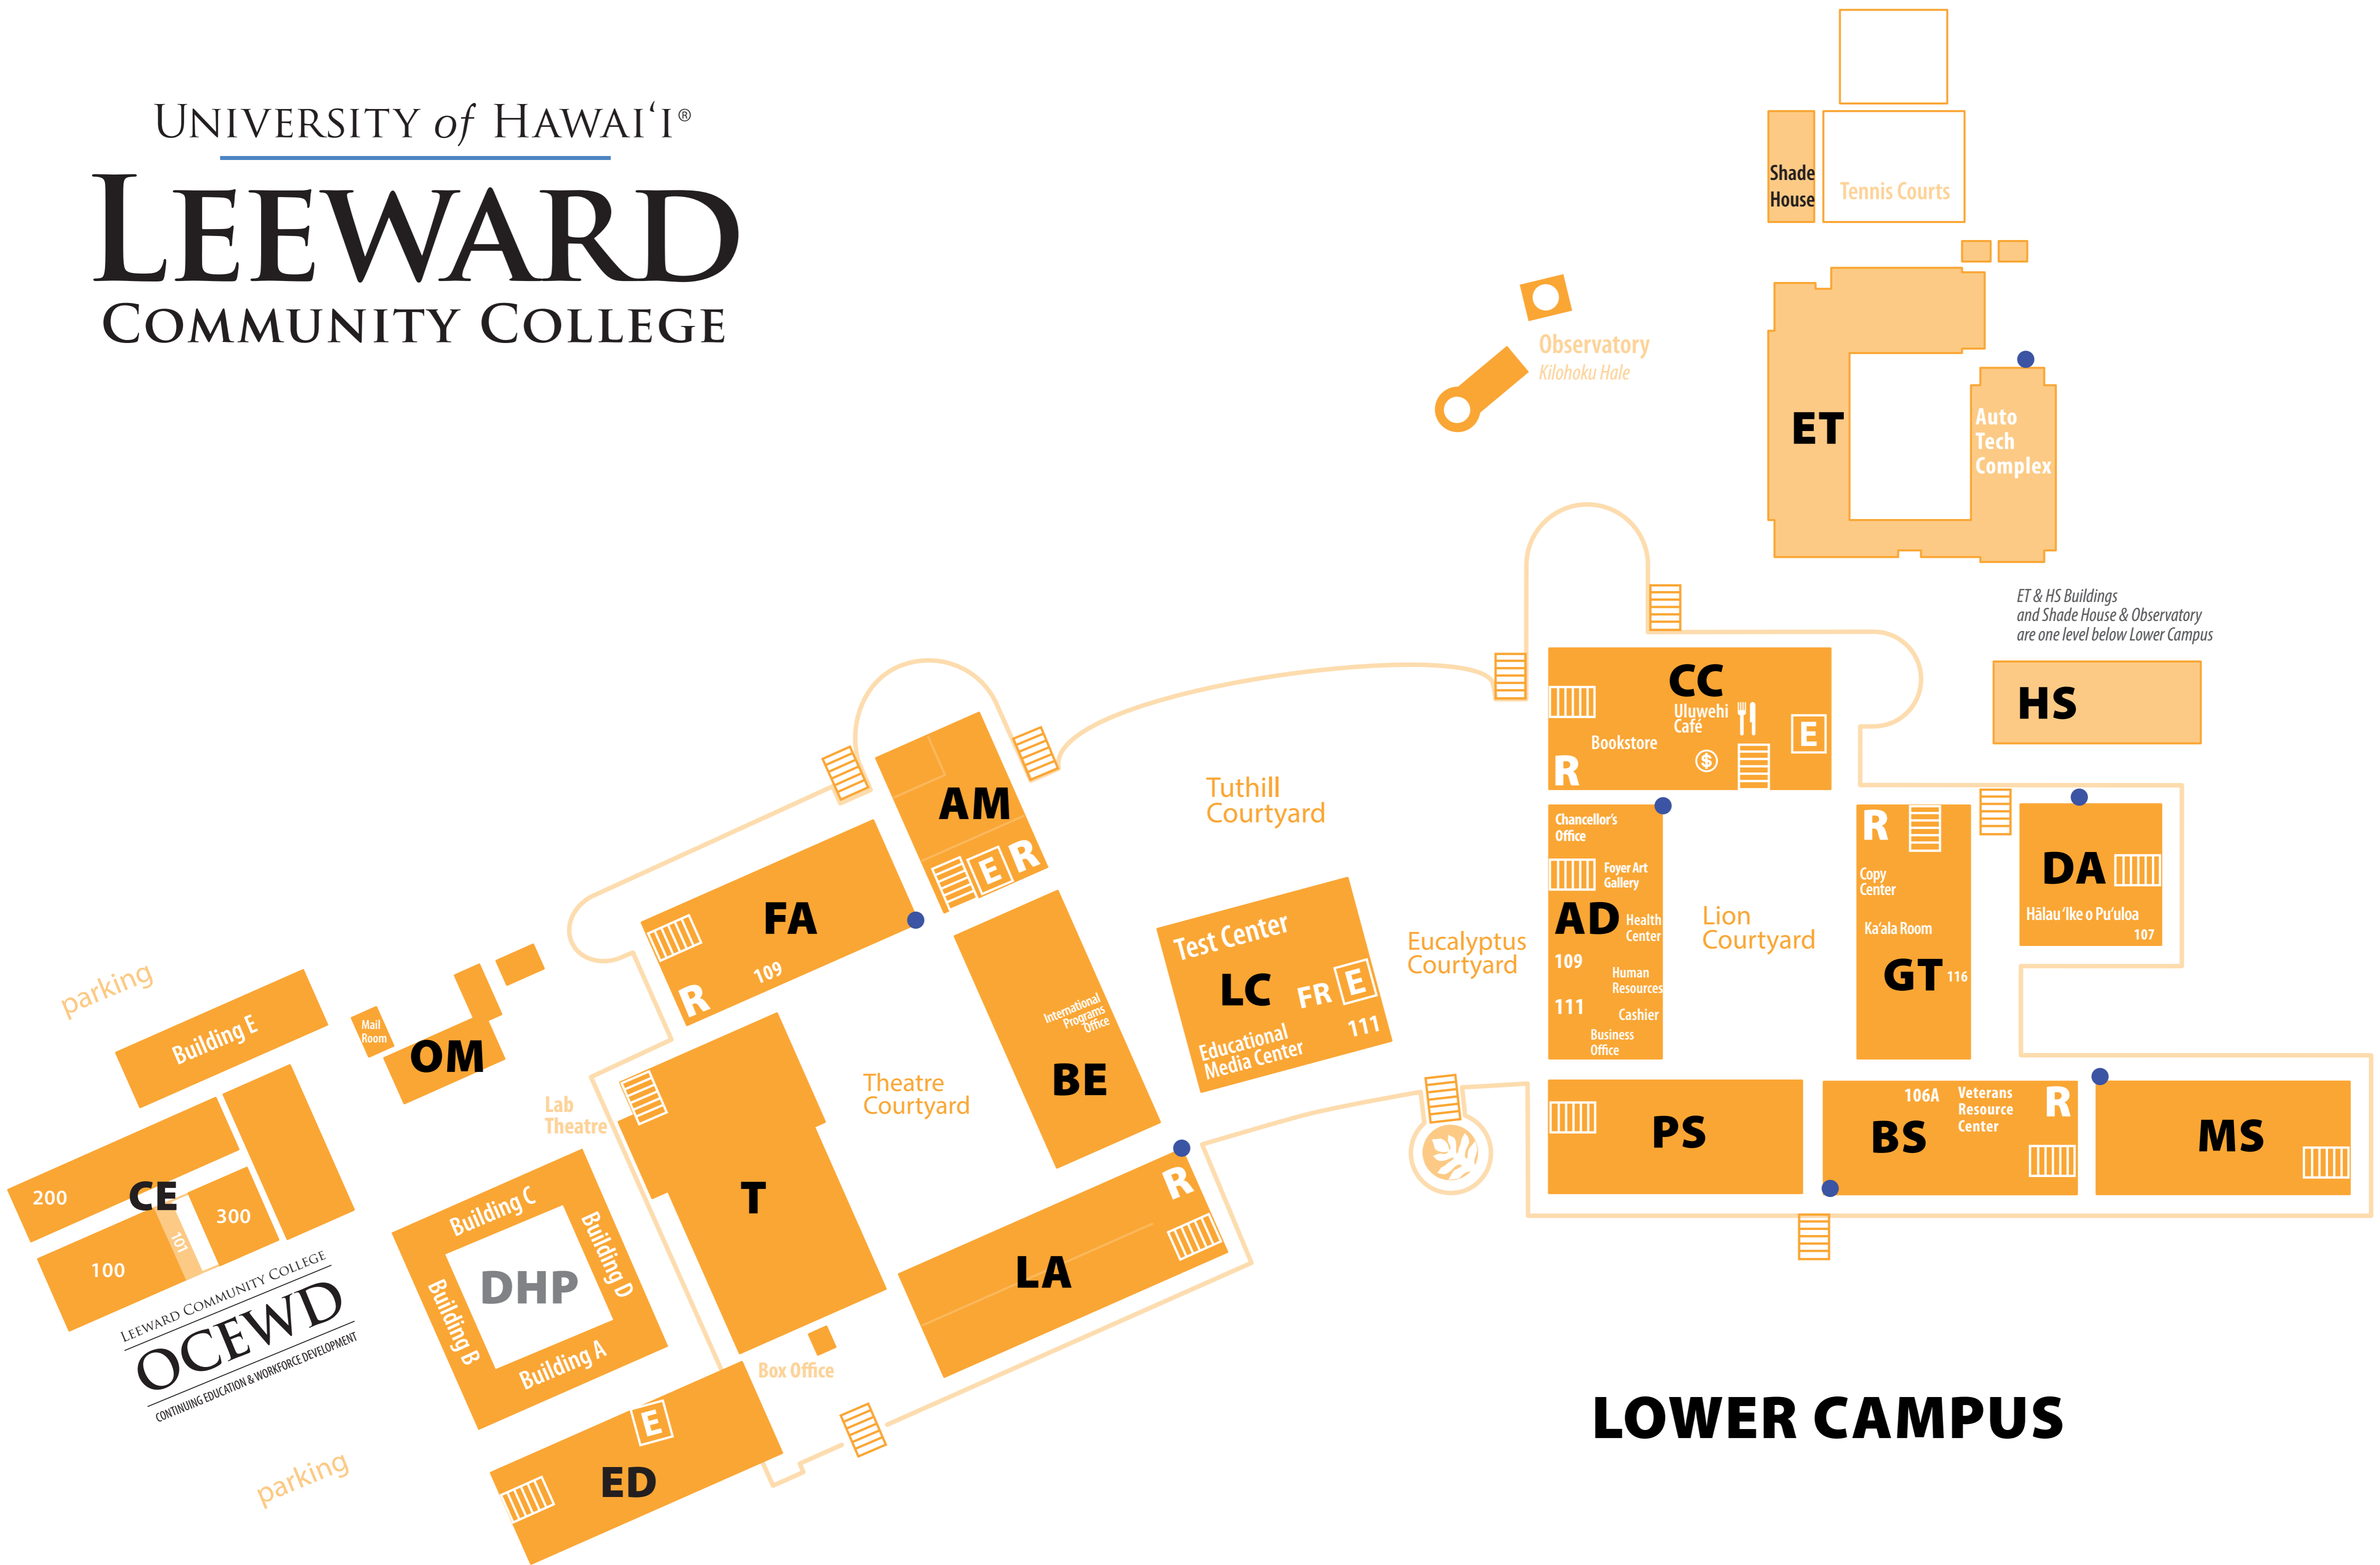 UNIVERSITY of HAWAIʻI®
LEEWARD
COMMUNITY COLLEGE
Shade
House
Tennis Courts
Observatory
Kilohoku Hale
ET
Auto
Tech
Complex
ET & HS Buildings
and Shade House & Observatory
are one level below Lower Campus
HS
CC
Uluwehi
Café
Bookstore
$
E
R
AM
E
R
Tuthill
Courtyard
Chancellor's
Office
Foyer Art
Gallery
AD
Health
Center
109
Human
Resources
111
Cashier
Business
Office
Lion
Courtyard
R
Copy
Center
Ka'ala Room
GT
116
DA
Hālau 'Ike o Pu'uloa
107
FA
109
R
Test Center
LC
FR
E
Educational
Media Center
111
Eucalyptus
Courtyard
International
Programs
Office
BE
Theatre
Courtyard
parking
Building E
Mail
Room
OM
Lab
Theatre
T
PS
106A
Veterans
Resource
Center
R
BS
MS
200
CE
300
100
101
LEEWARD COMMUNITY COLLEGE
OCEWD
CONTINUING EDUCATION & WORKFORCE DEVELOPMENT
Building C
Building D
DHP
Building B
Building A
R
LA
Box Office
E
ED
parking
LOWER CAMPUS